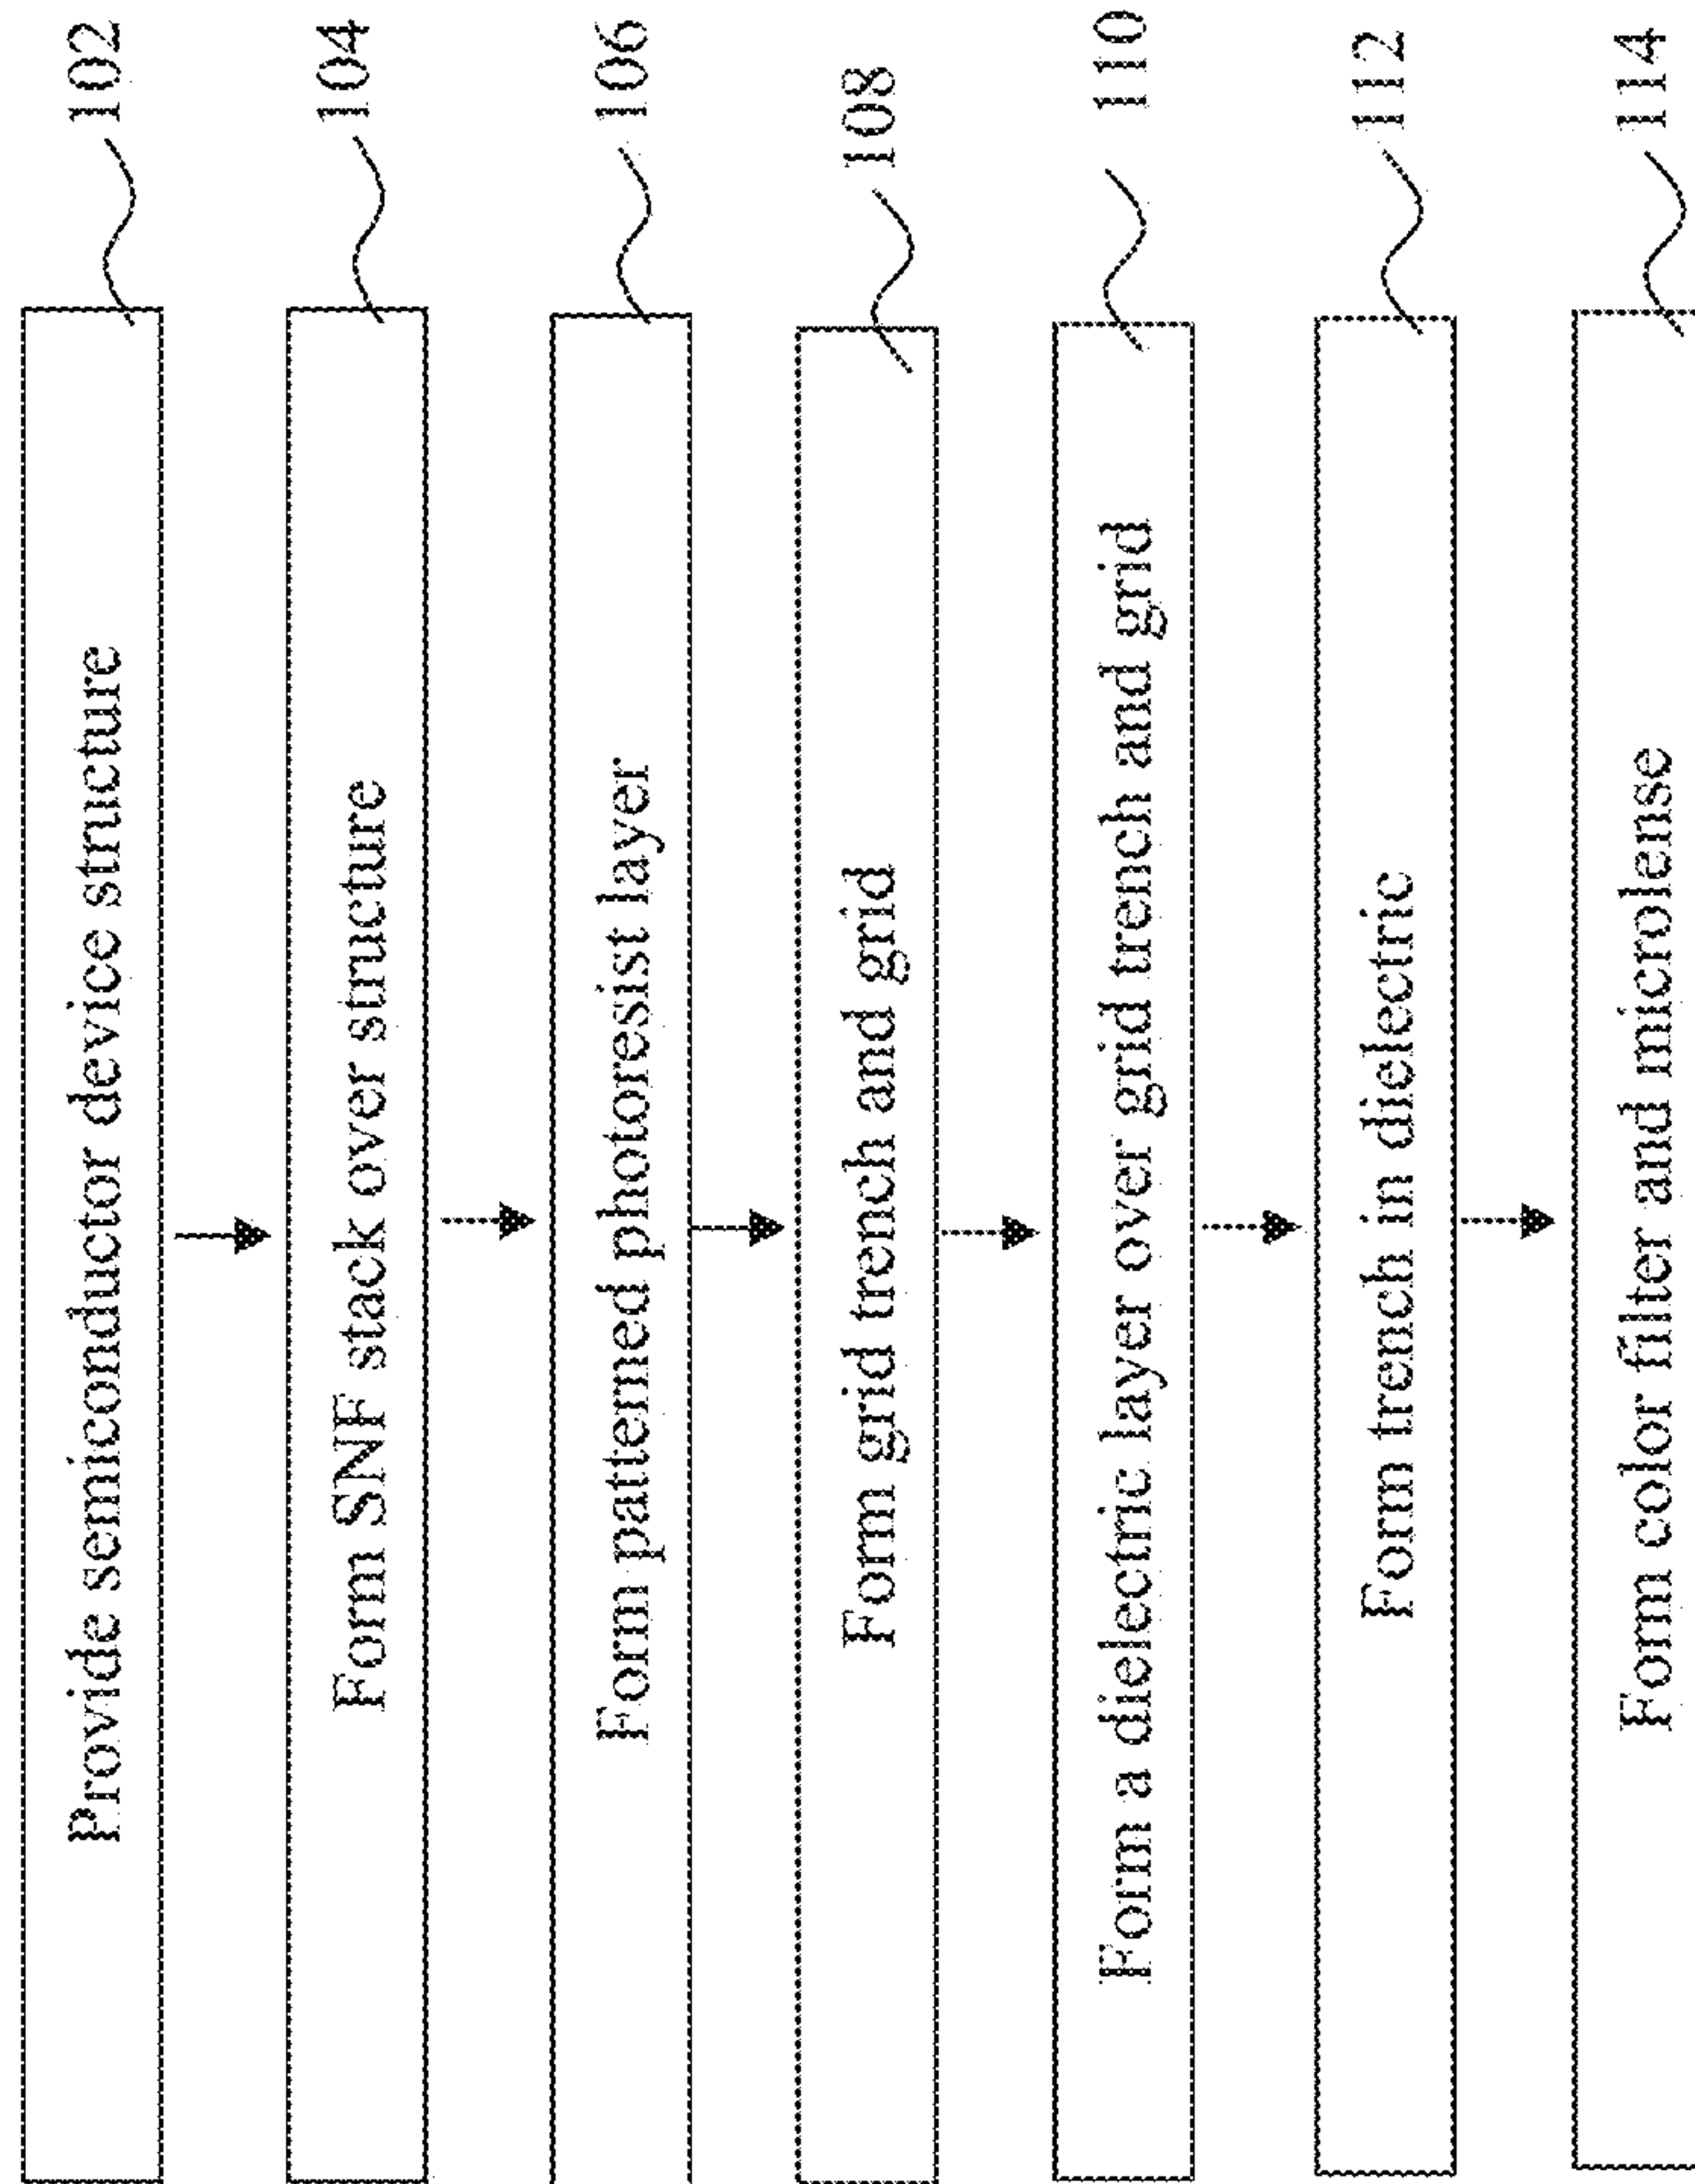 Provide semiconductor device structure 102
Form SNF stack over structure 104
Form patterned photoresist layer 106
Form grid trench and grid 108
Form a dielectric layer over grid trench and grid 110
Form trench in dielectric 112
Form color filter and microlense 114